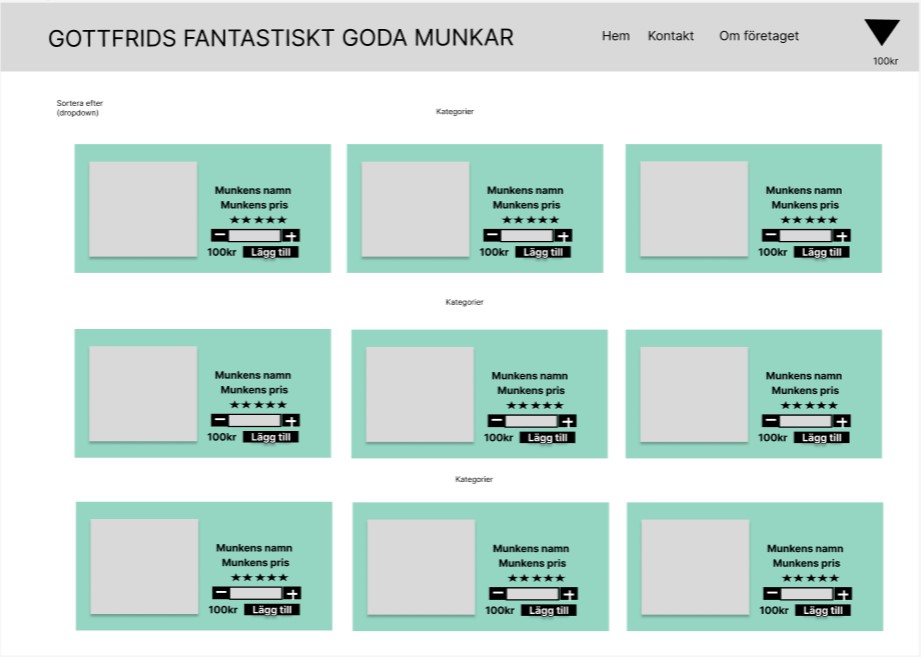 GOTTFRIDS FANTASTISKT GODA MUNKAR
Hem Kontakt Om företaget
100kr
Sortera efter
(dropdown)
Kategorier
Munkens namn
Munkens pris
100kr Lägg till
Munkens namn
Munkens pris
100kr Lägg till
Munkens namn
Munkens pris
100kr Lägg till
Kategorier
Munkens namn
Munkens pris
100kr Lägg till
Munkens namn
Munkens pris
100kr Lägg till
Munkens namn
Munkens pris
100kr Lägg till
Kategorier
Munkens namn
Munkens pris
100kr Lägg till
Munkens namn
Munkens pris
100kr Lägg till
Munkens namn
Munkens pris
100kr Lägg till